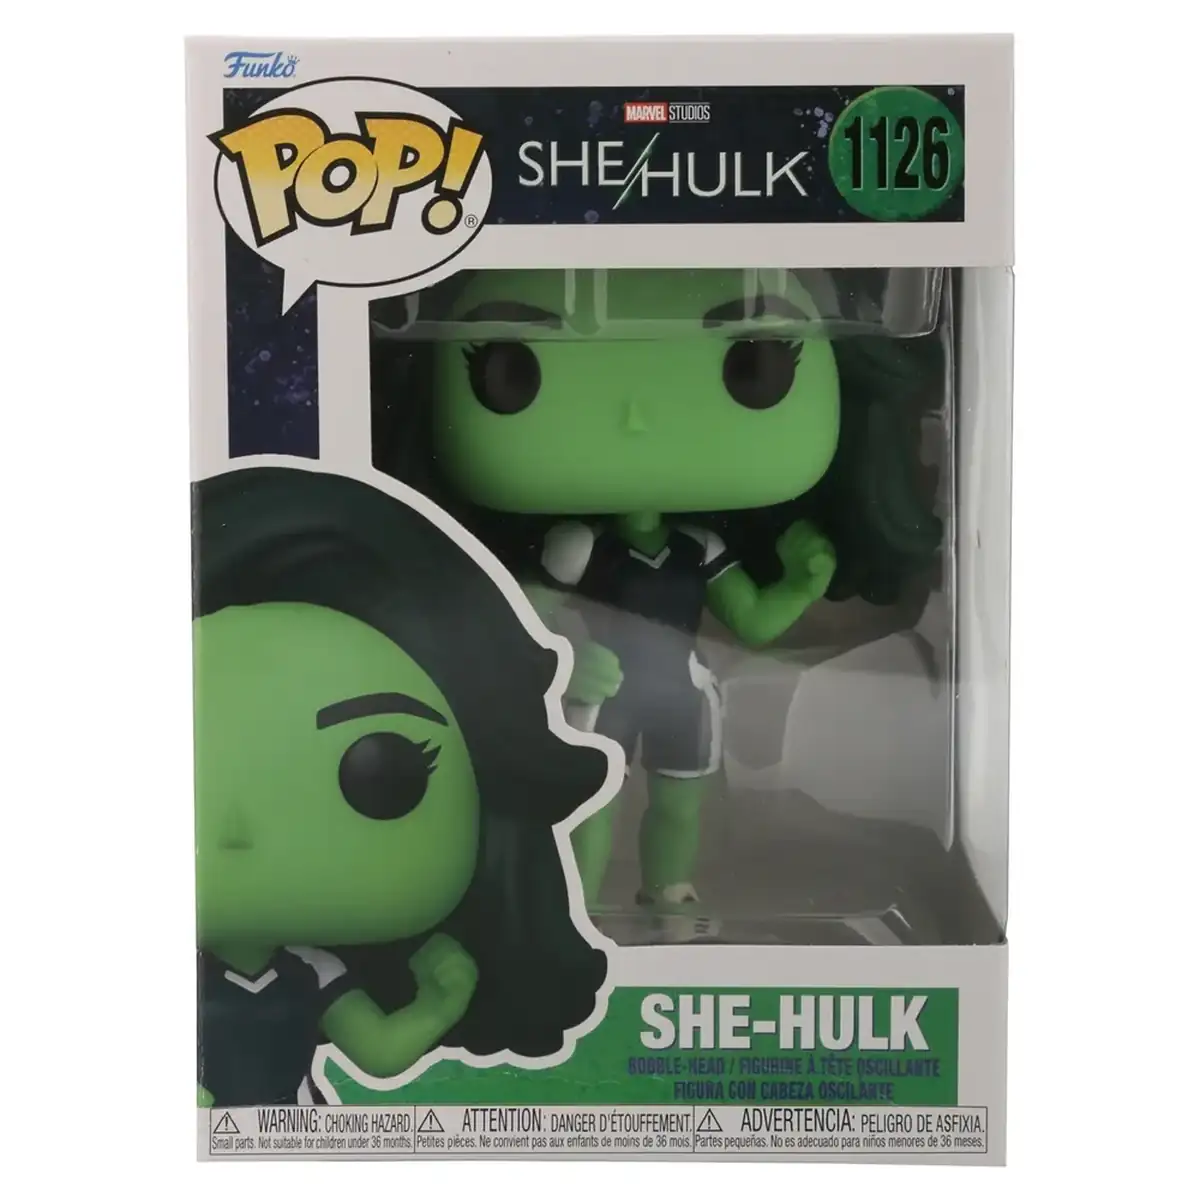 Funko
POP! ®
MARVEL STUDIOS
SHE/HULK
1126
SHE-HULK
BOBBLE-HEAD / FIGURINE À TÊTE OSCILLANTE
FIGURA CON CABEZA OSCILANTE
WARNING: CHOKING HAZARD.
Small parts. Not suitable for children under 36 months.
ATTENTION: DANGER D'ÉTOUFFEMENT.
Petites pièces. Ne convient pas aux enfants de moins de 36 mois.
ADVERTENCIA: PELIGRO DE ASFIXIA.
Partes pequeñas. No es adecuado para niños menores de 36 meses.